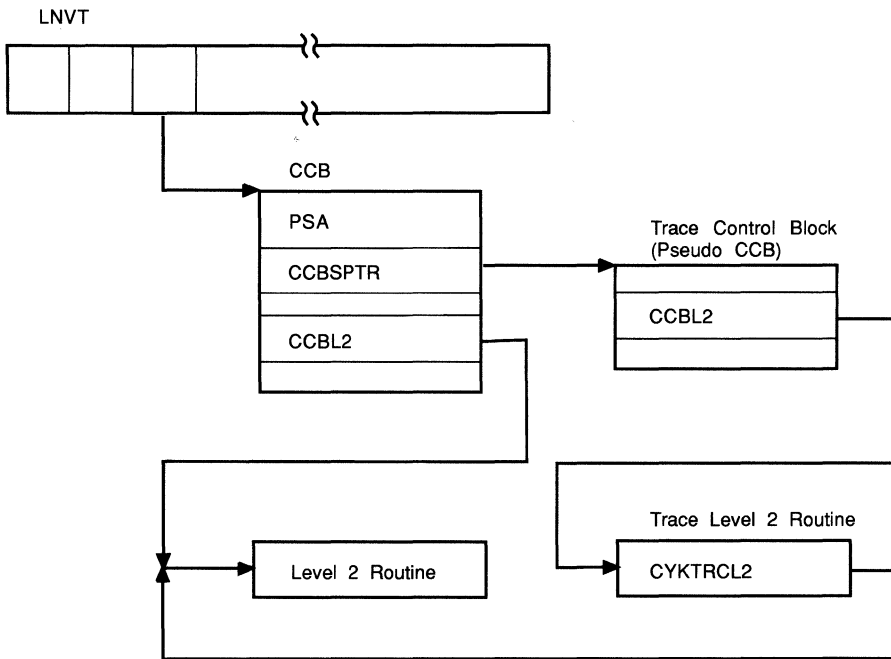 LNVT
CCB
PSA
CCBSPTR
CCBL2
Trace Control Block
(Pseudo CCB)
CCBL2
Trace Level 2 Routine
Level 2 Routine
CYKTRCL2